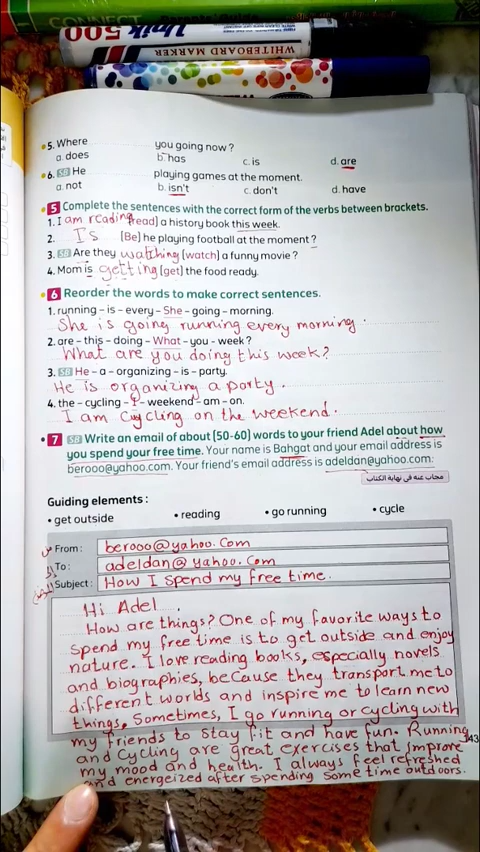 CONNECT
Unik 500
WHITEBOARD MARKER
5. Where you going now ?
a. does b. has c. is d. are
6. SB He playing games at the moment.
a. not b. isn't c. don't d. have
5 Complete the sentences with the correct form of the verbs between brackets.
1. I am reading (read) a history book this week.
2. Is (Be) he playing football at the moment ?
3. SB Are they watching (watch) a funny movie ?
4. Mom is getting (get) the food ready.
6 Reorder the words to make correct sentences.
1. running – is – every – She – going – morning.
She is going running every morning.
2. are – this – doing – What – you – week ?
What are you doing this week?
3. SB He – a – organizing – is – party.
He is organizing a party.
4. the – cycling – I – weekend – am – on.
I am cycling on the weekend.
7 SB Write an email of about (50-60) words to your friend Adel about how
you spend your free time. Your name is Bahgat and your email address is
berooo@yahoo.com. Your friend's email address is adeldan@yahoo.com.
مجاب عنه في نهاية الكتاب
Guiding elements :
• get outside • reading • go running • cycle
From : berooo@yahoo.com
To : adeldan@yahoo.com
Subject : How I spend my free time.
Hi Adel
How are things? One of my favorite ways to
spend my free time is to get outside and enjoy
nature. I love reading books, especially novels
and biographies, because they transport me to
different worlds and inspire me to learn new
things. Sometimes, I go running or cycling with
my friends to stay fit and have fun. Running
and cycling are great exercises that improve
my mood and health. I always feel refreshed
and energeized after spending some time outdoors.
143